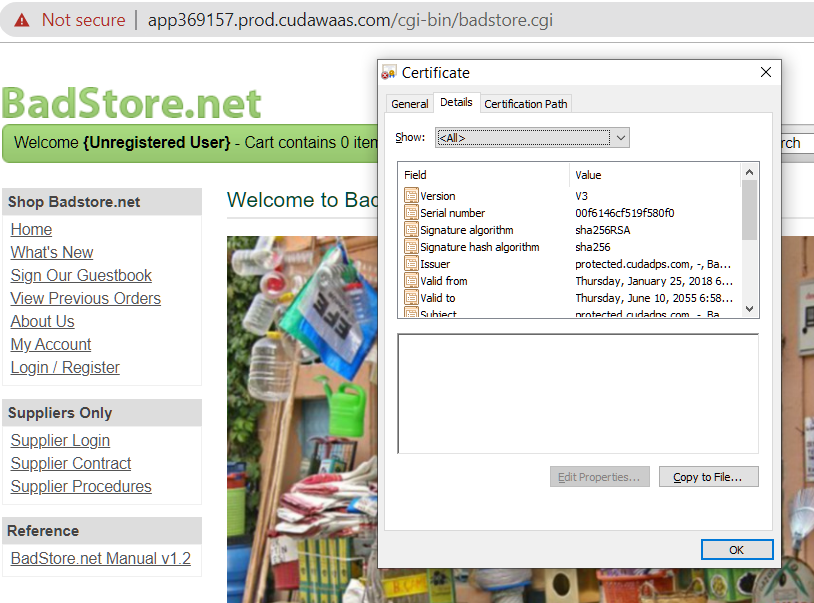 Not secure | app369157.prod.cudawaas.com/cgi-bin/badstore.cgi
BadStore.net
Welcome {Unregistered User} - Cart contains 0 item
rch
Shop Badstore.net
Home
What's New
Sign Our Guestbook
View Previous Orders
About Us
My Account
Login / Register
Suppliers Only
Supplier Login
Supplier Contract
Supplier Procedures
Reference
BadStore.net Manual v1.2
Welcome to Bad
Certificate
General Details Certification Path
Show: <All>
Field Value
Version V3
Serial number 00f6146cf519f580f0
Signature algorithm sha256RSA
Signature hash algorithm sha256
Issuer protected.cudadps.com, -, Ba...
Valid from Thursday, January 25, 2018 6...
Valid to Thursday, June 10, 2055 6:58...
Subject protected.cudadps.com, -, Ba...
Edit Properties... Copy to File...
OK